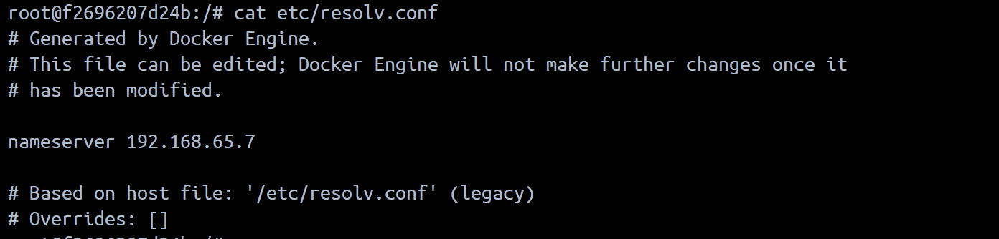 root@f2696207d24b:/# cat etc/resolv.conf
# Generated by Docker Engine.
# This file can be edited; Docker Engine will not make further changes once it
# has been modified.
nameserver 192.168.65.7
# Based on host file: '/etc/resolv.conf' (legacy)
# Overrides: []